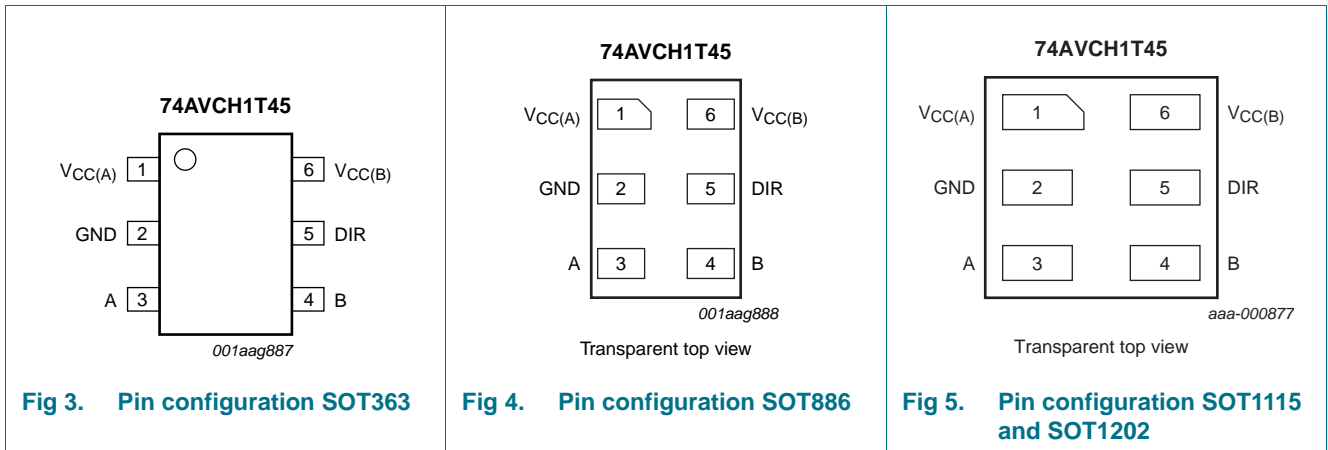 74AVCH1T45
VCC(A) 1 6 VCC(B)
GND 2 5 DIR
A 3 4 B
001aag887
Fig 3. Pin configuration SOT363
74AVCH1T45
VCC(A) 1 6 VCC(B)
GND 2 5 DIR
A 3 4 B
001aag888
Transparent top view
Fig 4. Pin configuration SOT886
74AVCH1T45
VCC(A) 1 6 VCC(B)
GND 2 5 DIR
A 3 4 B
aaa-000877
Transparent top view
Fig 5. Pin configuration SOT1115
and SOT1202